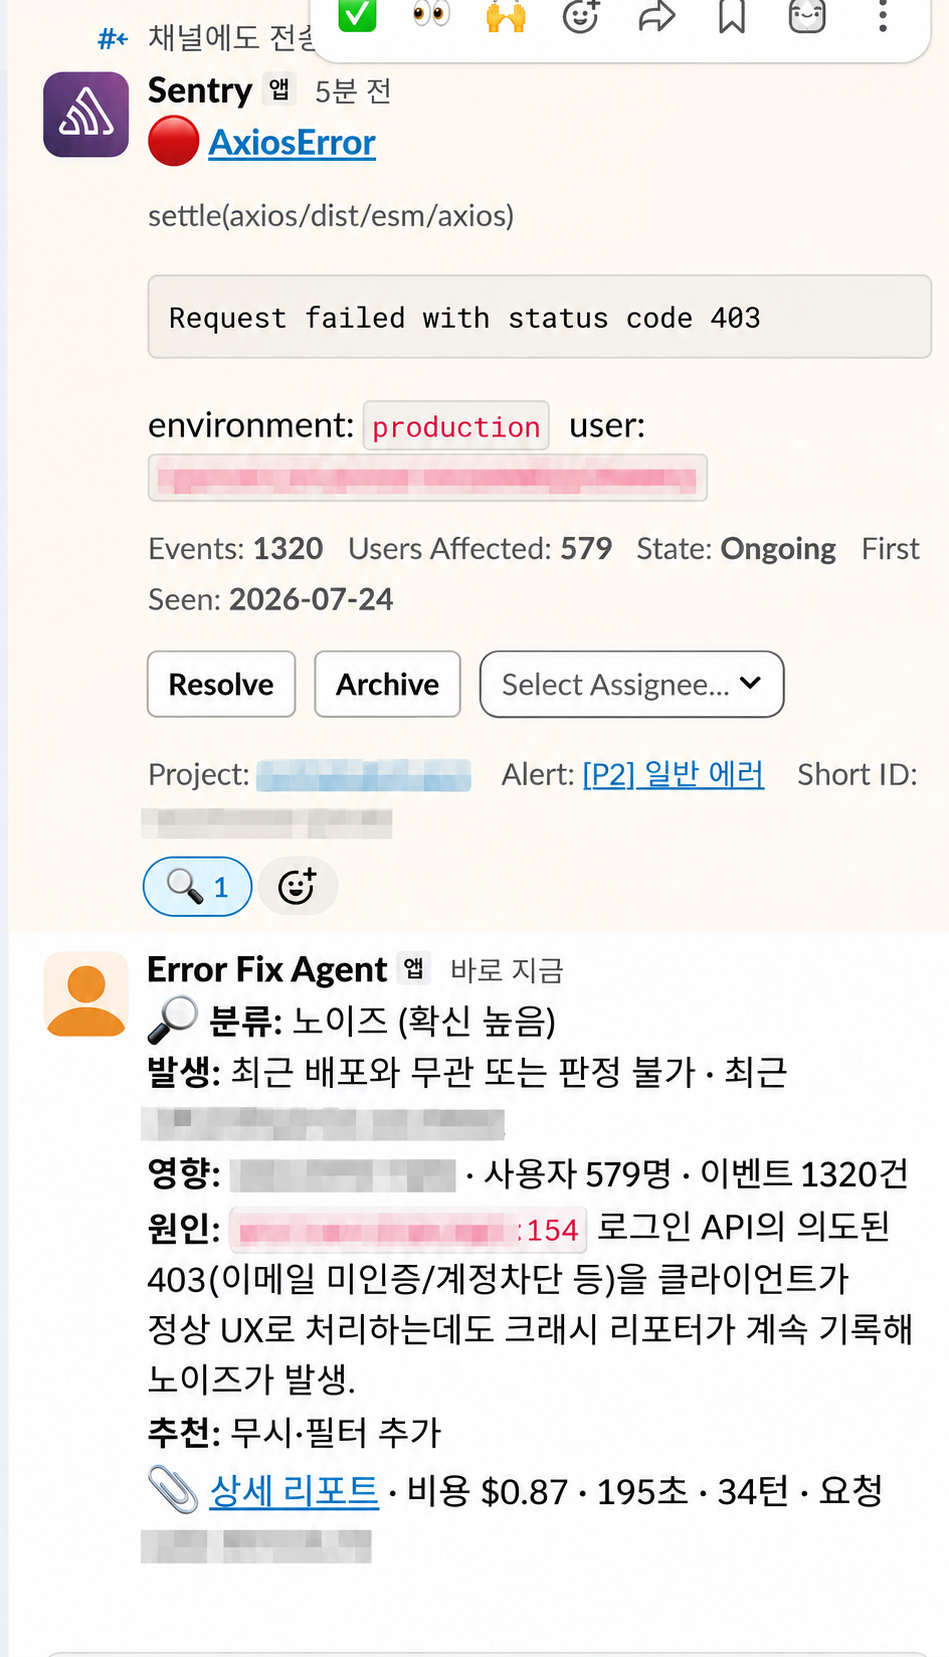 채널에도 전송
Sentry 앱 5분 전
AxiosError
settle(axios/dist/esm/axios)
Request failed with status code 403
environment: production user:
Events: 1320 Users Affected: 579 State: Ongoing First
Seen: 2026-07-24
Resolve Archive Select Assignee...
Project: Alert: [P2] 일반 에러 Short ID:
1
Error Fix Agent 앱 바로 지금
분류: 노이즈 (확신 높음)
발생: 최근 배포와 무관 또는 판정 불가 · 최근
영향: · 사용자 579명 · 이벤트 1320건
원인: :154 로그인 API의 의도된
403(이메일 미인증/계정차단 등)을 클라이언트가
정상 UX로 처리하는데도 크래시 리포터가 계속 기록해
노이즈가 발생.
추천: 무시·필터 추가
상세 리포트 · 비용 $0.87 · 195초 · 34턴 · 요청